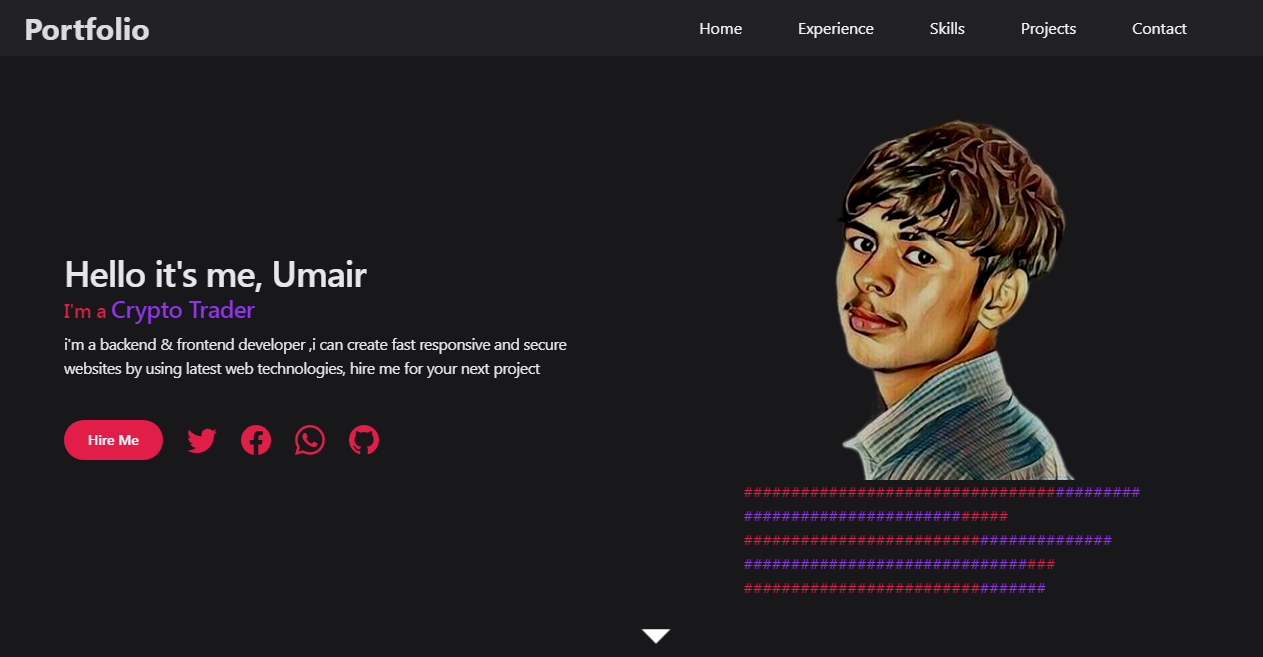 Portfolio
Home Experience Skills Projects Contact
Hello it's me, Umair
I'm a Crypto Trader
i'm a backend & frontend developer ,i can create fast responsive and secure
websites by using latest web technologies, hire me for your next project
Hire Me
##########################################
############################
#######################################
#################################
################################